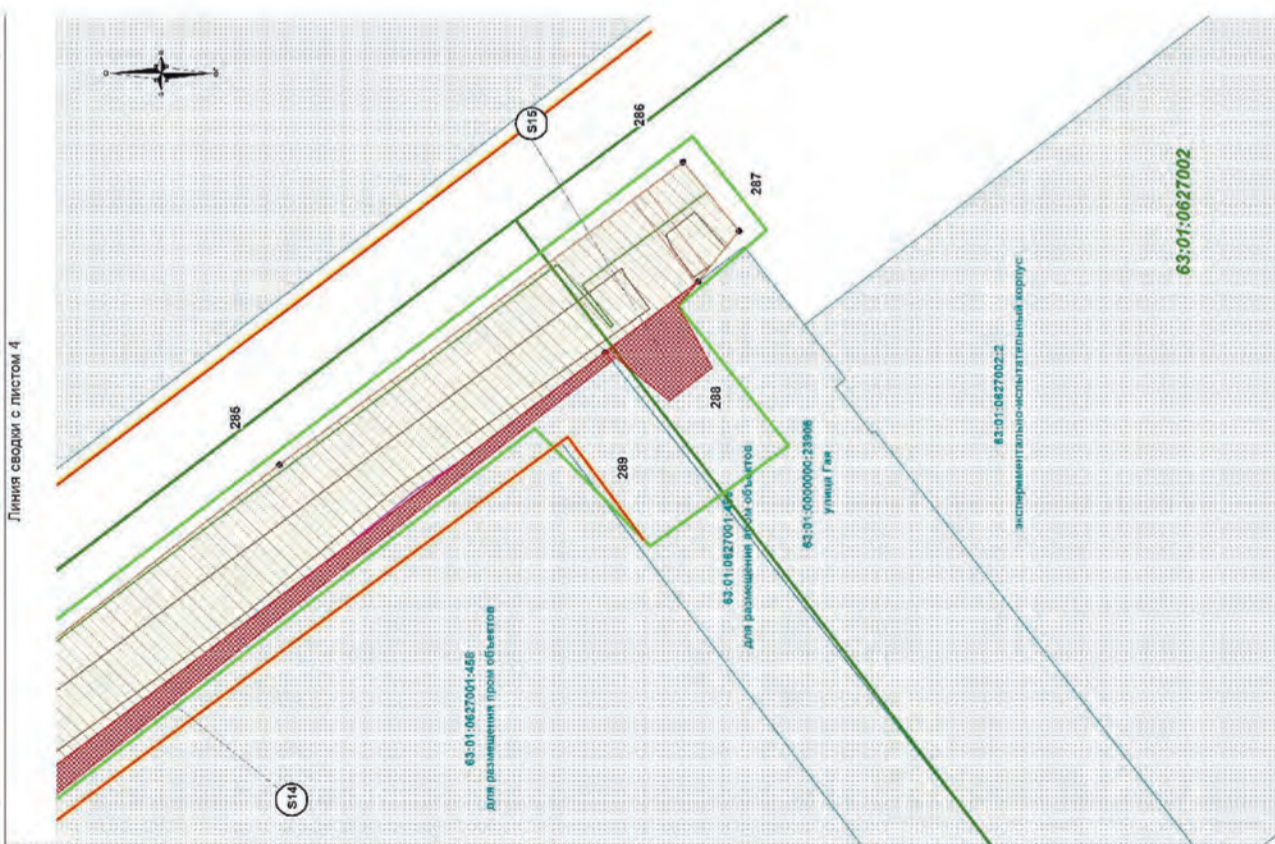 Линия сводки с листом 4
S15
286
287
285
63:01:0627002
288
289
63:01:0627002:2
экспериментально-испытательный корпус
для размещения пром объектов
63:01:0000000:23906
улица Гая
63:01:0627001:458
для размещения пром объектов
S14